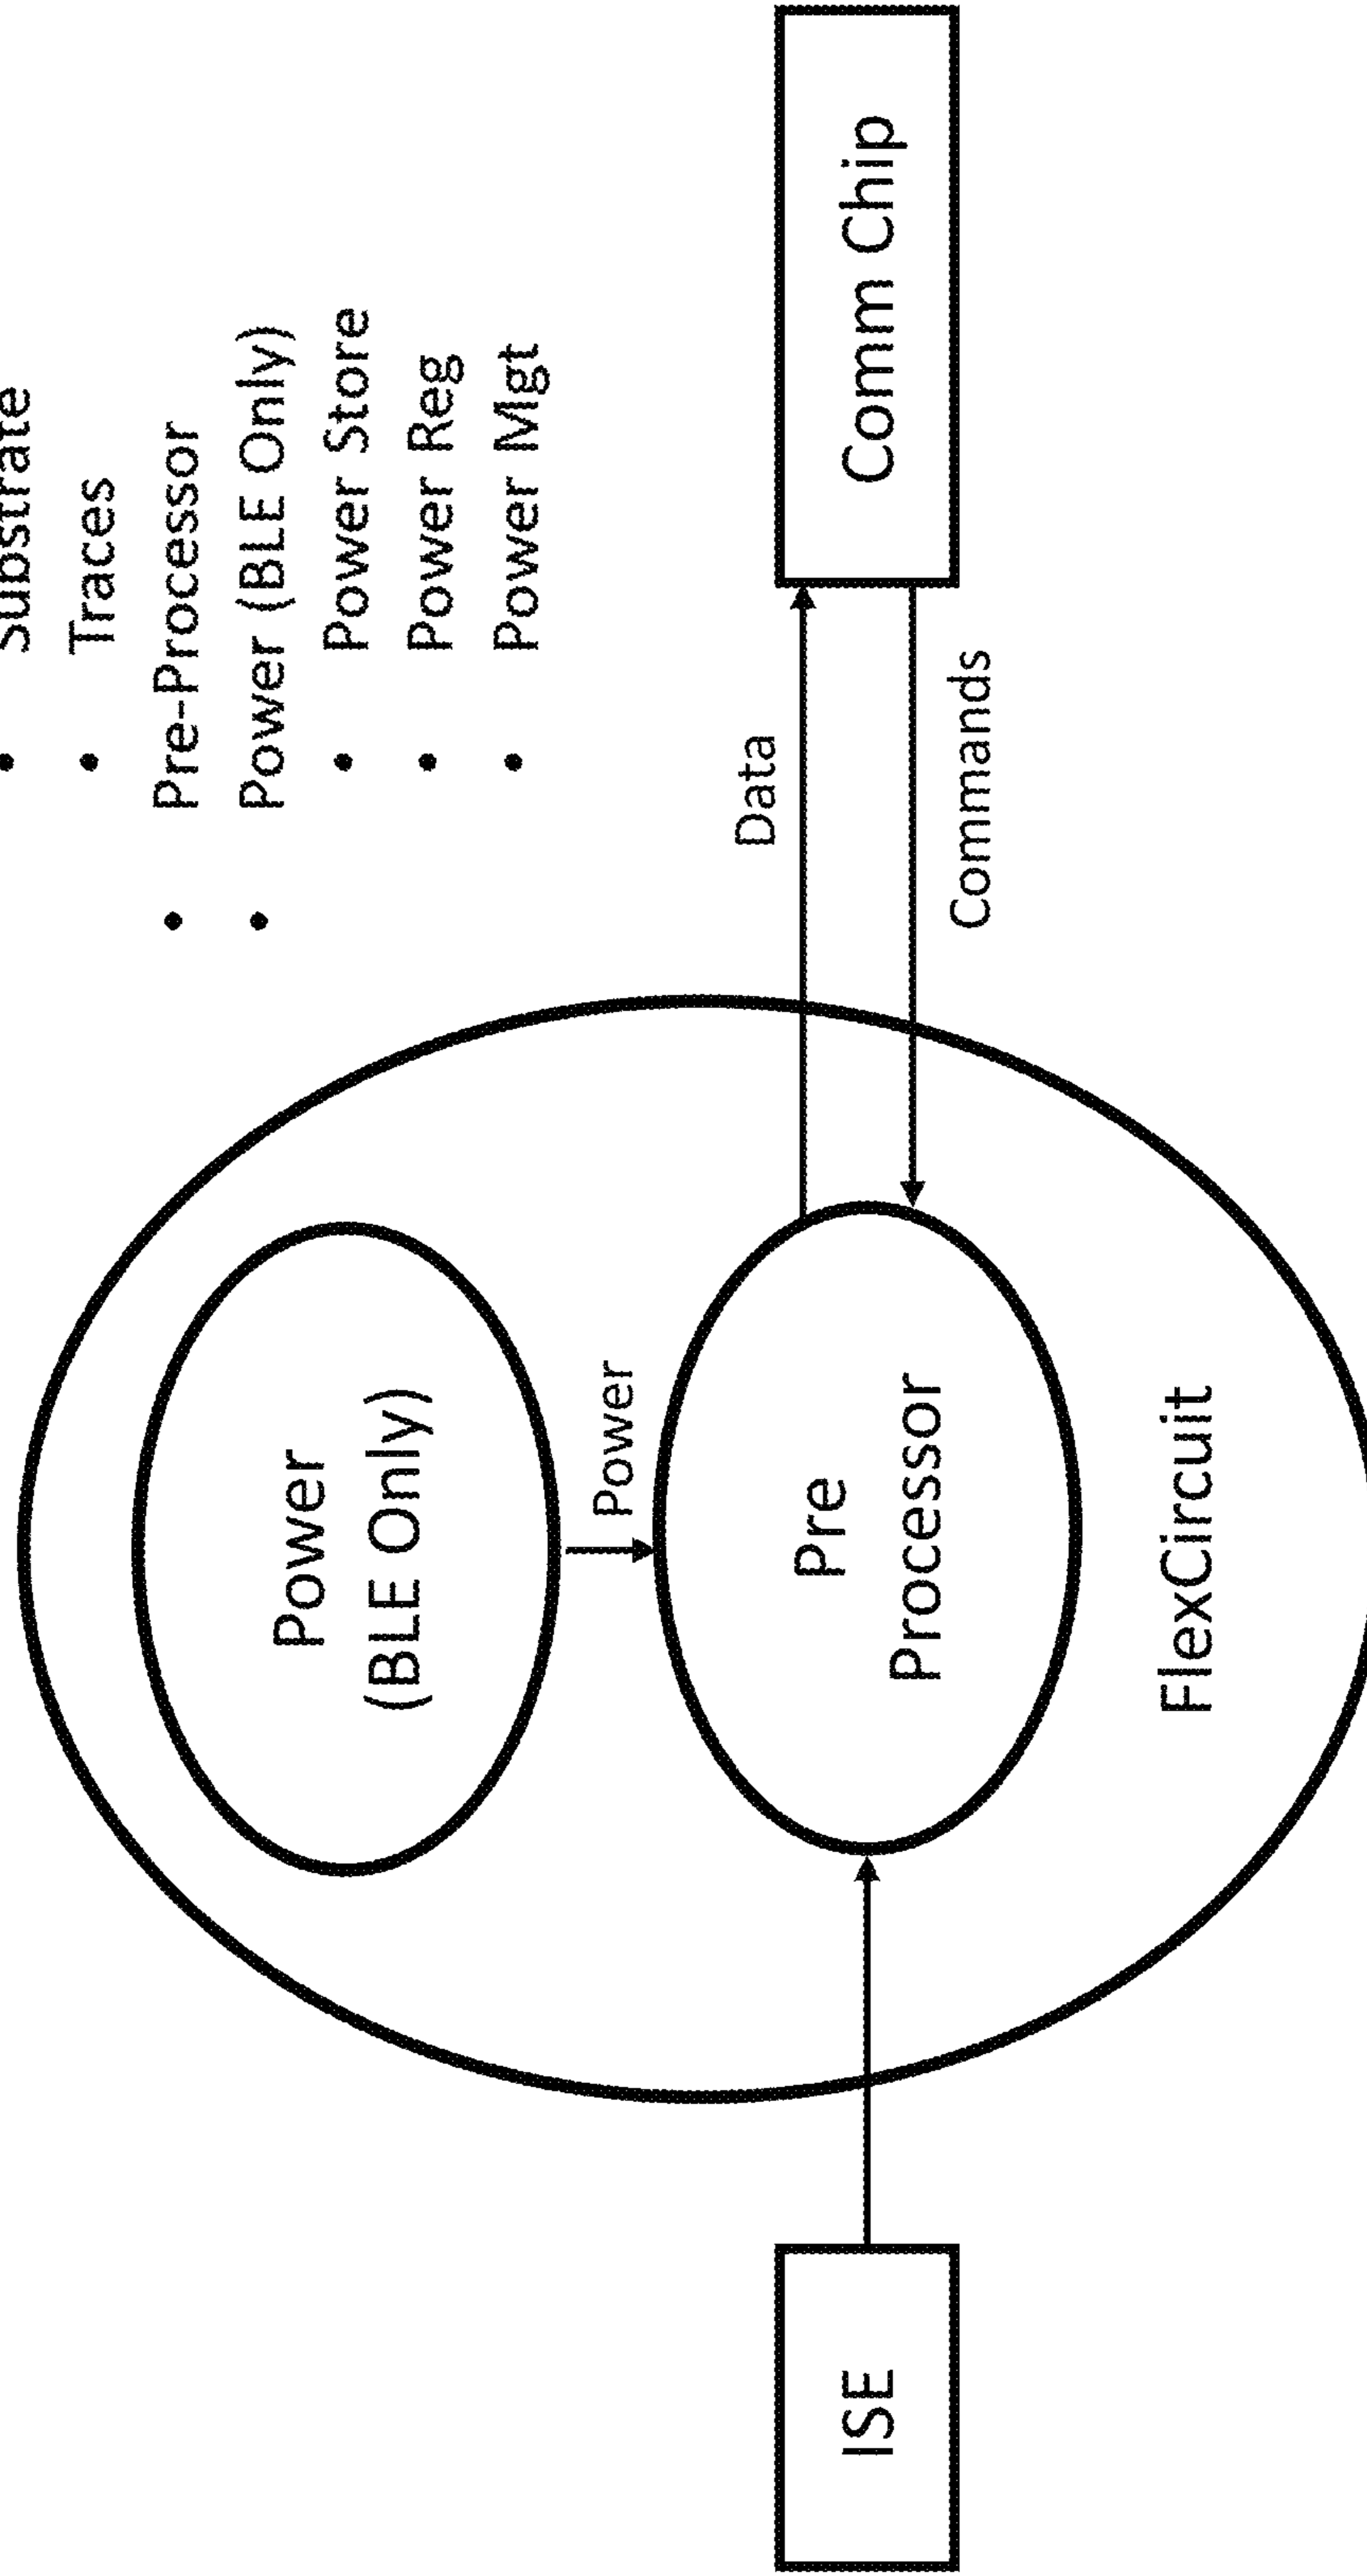 • Substrate
• Traces
• Pre-Processor
• Power (BLE Only)
• Power Store
• Power Reg
• Power Mgt
Power
(BLE Only)
Power
Pre
Processor
FlexCircuit
ISE
Data
Commands
Comm Chip